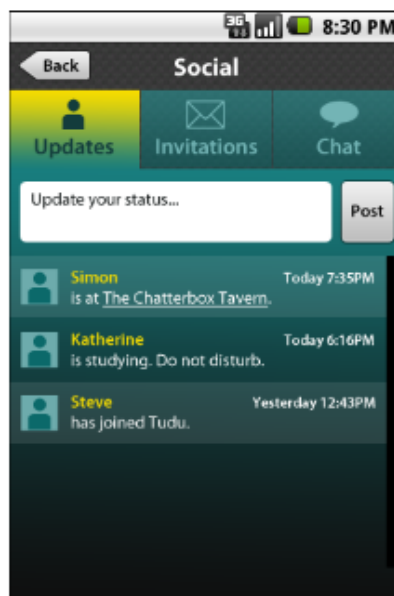 3G 8:30 PM
Back Social
Updates Invitations Chat
Update your status...
Post
Simon Today 7:35PM
is at The Chatterbox Tavern.
Katherine Today 6:16PM
is studying. Do not disturb.
Steve Yesterday 12:43PM
has joined Tudu.